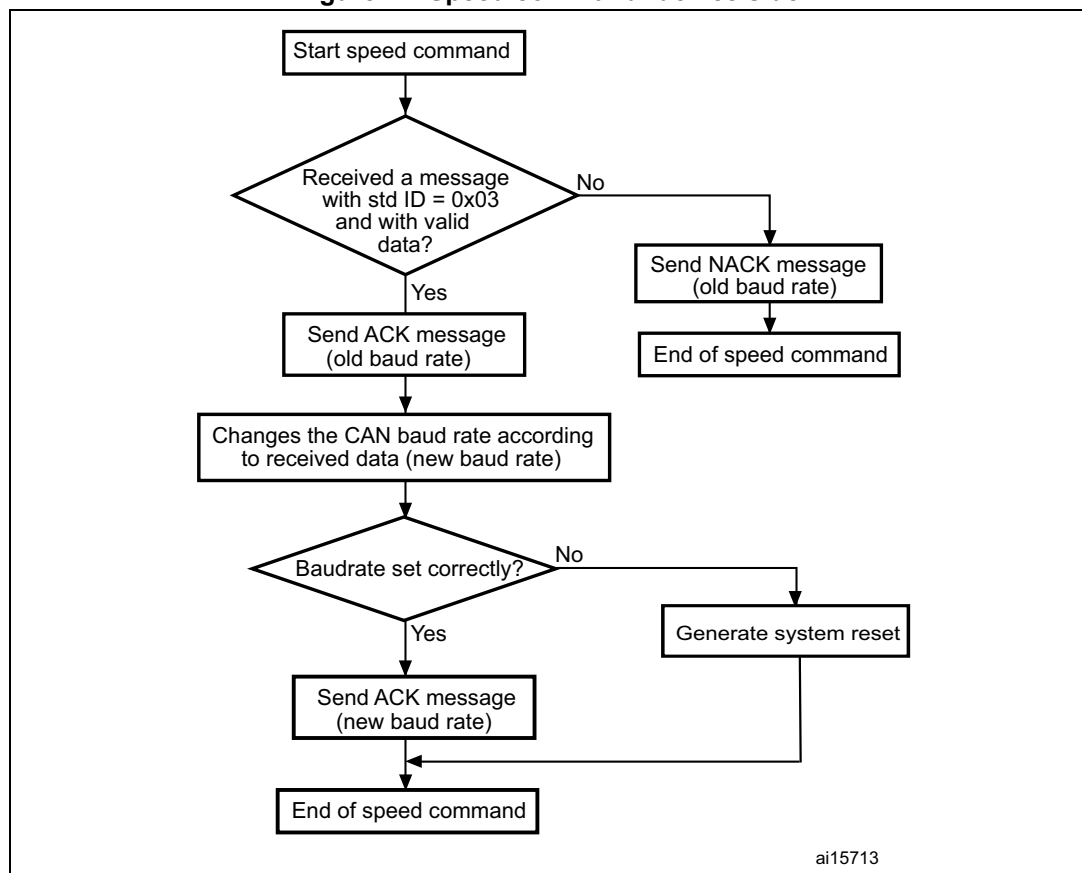 Start speed command
Received a message
with std ID = 0x03
and with valid
data?
No
Yes
Send NACK message
(old baud rate)
End of speed command
Send ACK message
(old baud rate)
Changes the CAN baud rate according
to received data (new baud rate)
Baudrate set correctly?
No
Yes
Generate system reset
Send ACK message
(new baud rate)
End of speed command
ai15713